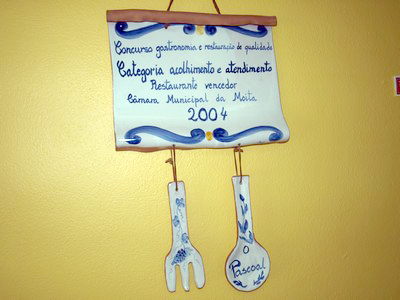 Concurso gastronomia e restauração de qualidade
Categoria acolhimento e atendimento
Restaurante vencedor
Câmara Municipal da Moita
2004
O
Pascoal